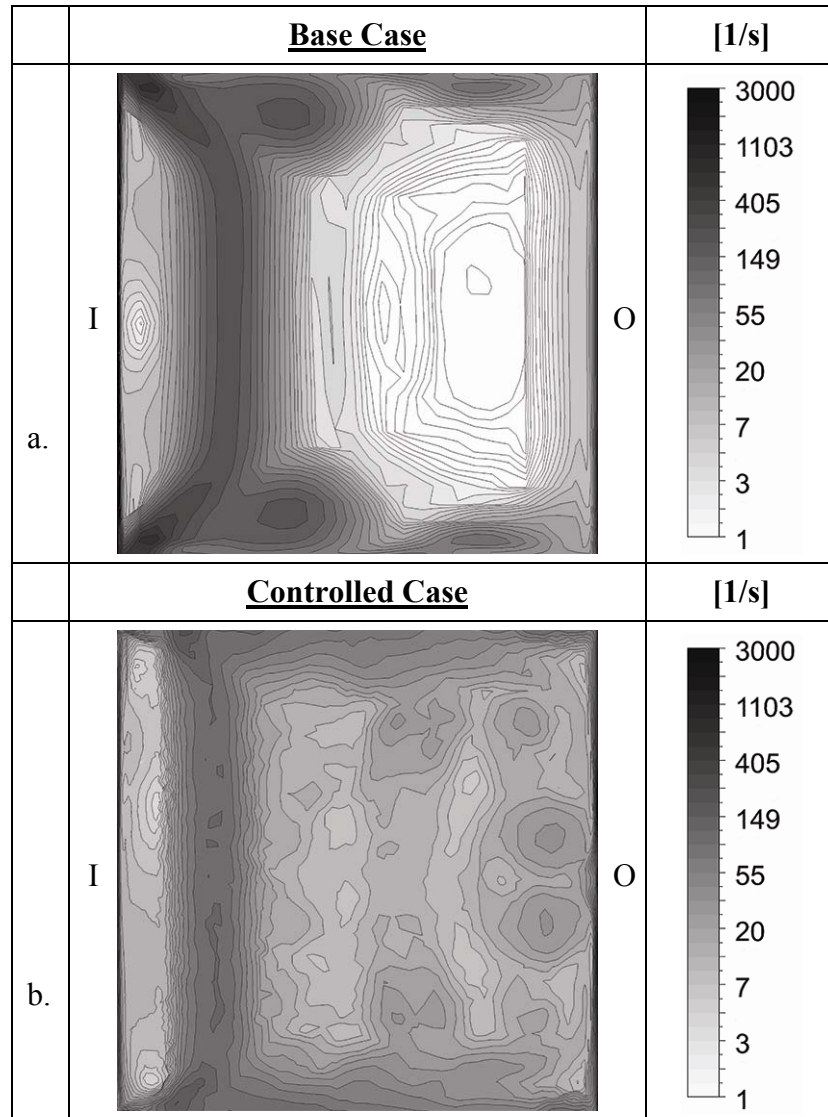 Base Case [1/s]
3000
1103
405
149
55
20
7
3
1
I
O
a.
Controlled Case [1/s]
3000
1103
405
149
55
20
7
3
1
I
O
b.